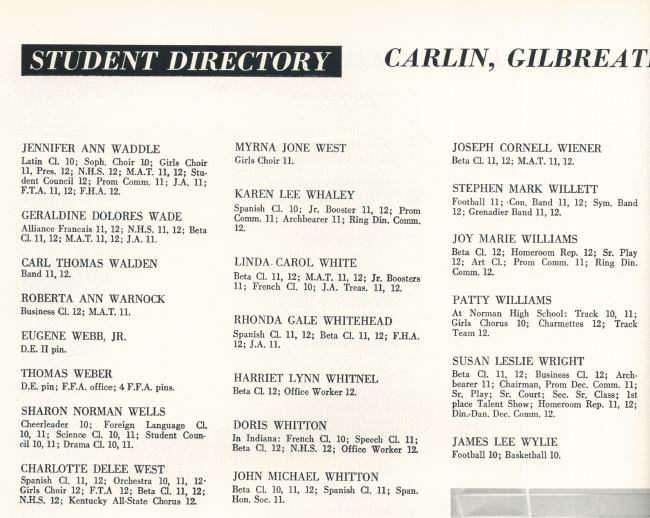 STUDENT DIRECTORY
CARLIN, GILBREAT
JENNIFER ANN WADDLE
Latin Cl. 10; Soph. Choir 10; Girls Choir
11, Pres. 12; N.H.S. 12; M.A.T. 11, 12; Stu-
dent Council 12; Prom Comm. 11; J.A. 11;
F.T.A. 11, 12; F.H.A. 12.
GERALDINE DOLORES WADE
Alliance Francais 11, 12; N.H.S. 11, 12; Beta
Cl. 11, 12; M.A.T. 11, 12; J.A. 11.
CARL THOMAS WALDEN
Band 11, 12.
ROBERTA ANN WARNOCK
Business Cl. 12; M.A.T. 11.
EUGENE WEBB, JR.
D.E. II pin.
THOMAS WEBER
D.E. pin; F.F.A. office; 4 F.F.A. pins.
SHARON NORMAN WELLS
Cheerleader 10; Foreign Language Cl.
10, 11; Science Cl. 10, 11; Student Coun-
cil 10, 11; Drama Cl. 10, 11.
CHARLOTTE DELEE WEST
Spanish Cl. 11, 12; Orchestra 10, 11, 12·
Girls Choir 12; F.T.A 12; Beta Cl. 11, 12;
N.H.S. 12; Kentucky All-State Chorus 12.
MYRNA JONE WEST
Girls Choir 11.
KAREN LEE WHALEY
Spanish Cl. 10; Jr. Booster 11, 12; Prom
Comm. 11; Archbearer 11; Ring Din. Comm.
12.
LINDA CAROL WHITE
Beta Cl. 11, 12; M.A.T. 11, 12; Jr. Boosters
11; French Cl. 10; J.A. Treas. 11, 12.
RHONDA GALE WHITEHEAD
Spanish Cl. 11, 12; Beta Cl. 11, 12; F.H.A.
12; J.A. 11.
HARRIET LYNN WHITNEL
Beta Cl. 12; Office Worker 12.
DORIS WHITTON
In Indiana: French Cl. 10; Speech Cl. 11;
Beta Cl. 12; N.H.S. 12; Office Worker 12.
JOHN MICHAEL WHITTON
Beta Cl. 10, 11, 12; Spanish Cl. 11; Span.
Hon. Soc. 11.
JOSEPH CORNELL WIENER
Beta Cl. 11, 12; M.A.T. 11, 12.
STEPHEN MARK WILLETT
Football 11; Con. Band 11, 12; Sym. Band
12; Grenadier Band 11, 12.
JOY MARIE WILLIAMS
Beta Cl. 12; Homeroom Rep. 12; Sr. Play
12; Art Cl.; Prom Comm. 11; Ring Din.
Comm. 12.
PATTY WILLIAMS
At Norman High School: Track 10, 11;
Girls Chorus 10; Charmettes 12; Track
Team 12.
SUSAN LESLIE WRIGHT
Beta Cl. 11, 12; Business Cl. 12; Arch-
bearer 11; Chairman, Prom Dec. Comm. 11;
Sr. Play; Sr. Court; Sec. Sr. Class; 1st
place Talent Show; Homeroom Rep. 11, 12;
Din.-Dan. Dec. Comm. 12.
JAMES LEE WYLIE
Football 10; Basketball 10.